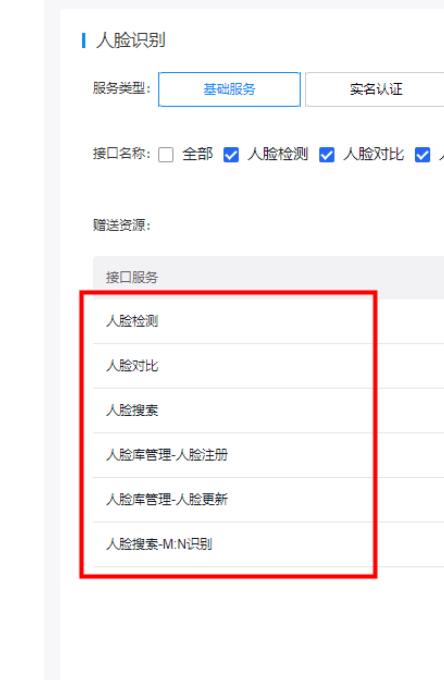 人脸识别
服务类型: 基础服务 实名认证
接口名称: 全部 人脸检测 人脸对比
赠送资源:
接口服务
人脸检测
人脸对比
人脸搜索
人脸库管理-人脸注册
人脸库管理-人脸更新
人脸搜索-M:N识别